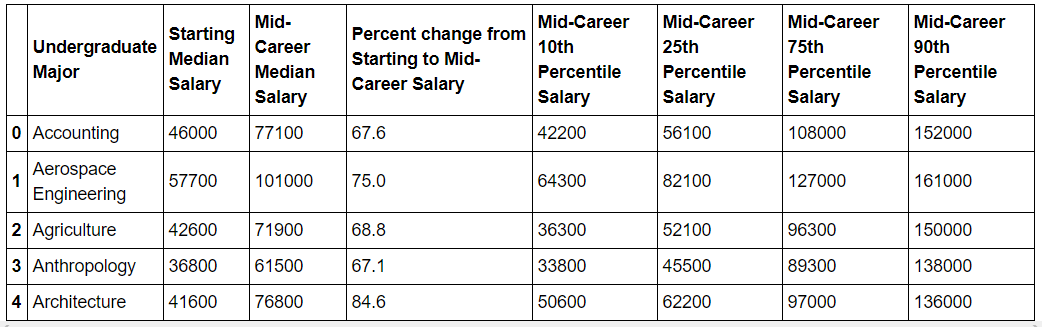 Undergraduate Major Starting Median Salary Mid-Career Median Salary Percent change from Starting to Mid-Career Salary Mid-Career 10th Percentile Salary Mid-Career 25th Percentile Salary Mid-Career 75th Percentile Salary Mid-Career 90th Percentile Salary
0 Accounting 46000 77100 67.6 42200 56100 108000 152000
1 Aerospace Engineering 57700 101000 75.0 64300 82100 127000 161000
2 Agriculture 42600 71900 68.8 36300 52100 96300 150000
3 Anthropology 36800 61500 67.1 33800 45500 89300 138000
4 Architecture 41600 76800 84.6 50600 62200 97000 136000